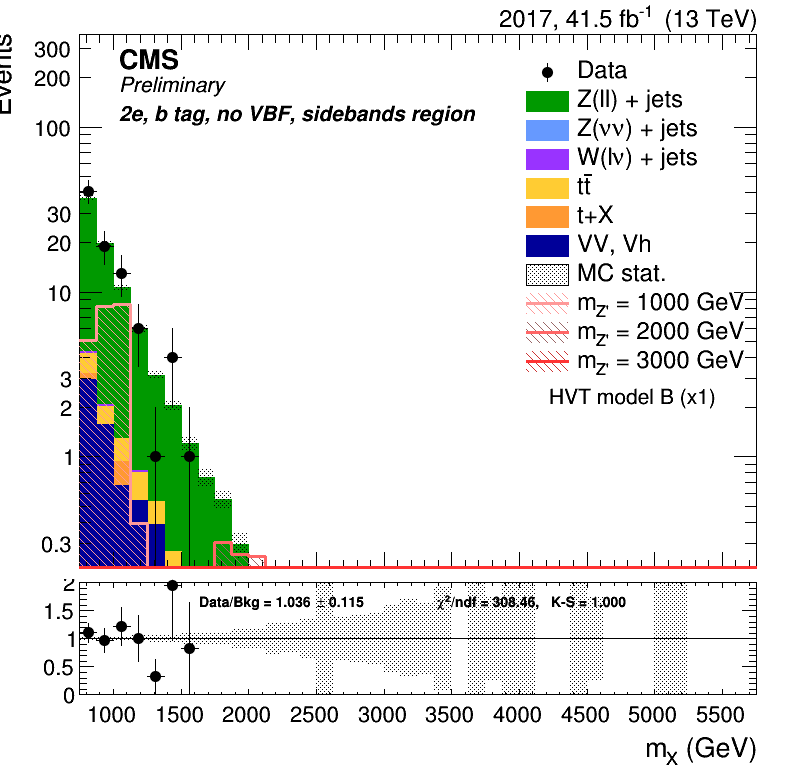 2017, 41.5 fb⁻¹ (13 TeV)
Events
CMS
Preliminary
2e, b tag, no VBF, sidebands region
Data
Z(ll) + jets
Z(νν) + jets
W(lν) + jets
tt̄
t+X
VV, Vh
MC stat.
m_Z' = 1000 GeV
m_Z' = 2000 GeV
m_Z' = 3000 GeV
HVT model B (x1)
300
200
100
30
20
10
3
2
1
0.3
Data/Bkg = 1.036 ± 0.115
χ²/ndf = 308.46, K-S = 1.000
2
1.5
1
0.5
0
1000 1500 2000 2500 3000 3500 4000 4500 5000 5500
m_X (GeV)